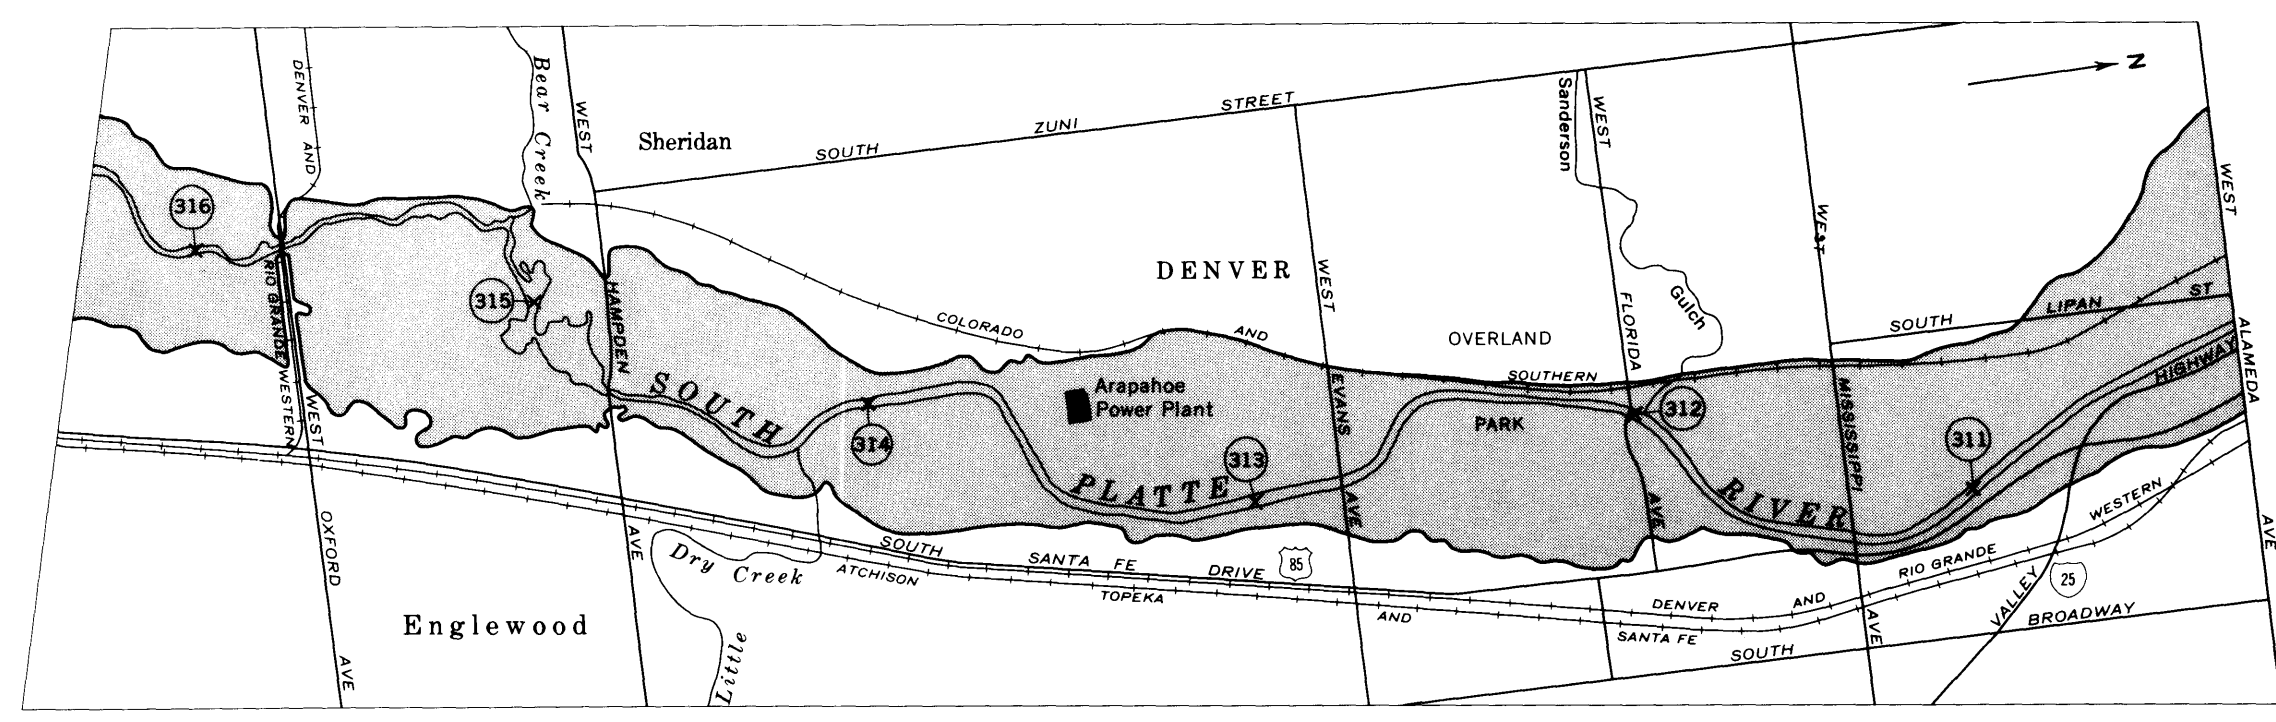 N
DENVER AND
RIO GRANDE
WESTERN
Bear Creek
WEST
HAMPDEN
AVE
Sheridan
SOUTH ZUNI STREET
Sanderson
Gulch
WEST
FLORIDA
AVE
WEST
MISSISSIPPI
AVE
WEST
ALAMEDA
AVE
WEST
EVANS
AVE
WEST
OXFORD
AVE
DENVER
COLORADO AND SOUTHERN
OVERLAND
PARK
SOUTH LIPAN ST
VALLEY HIGHWAY
25
Arapahoe
Power Plant
SOUTH PLATTE RIVER
316
315
314
313
312
311
SOUTH SANTA FE DRIVE
85
ATCHISON TOPEKA AND SANTA FE
DENVER AND RIO GRANDE WESTERN
SOUTH BROADWAY
Little Dry Creek
Englewood